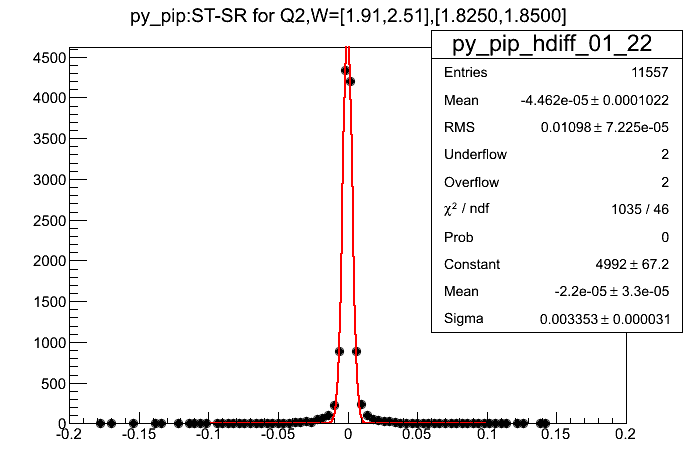 py_pip:ST-SR for Q2,W=[1.91,2.51],[1.8250,1.8500]
py_pip_hdiff_01_22
Entries 11557
Mean -4.462e-05 ± 0.0001022
RMS 0.01098 ± 7.225e-05
Underflow 2
Overflow 2
χ² / ndf 1035 / 46
Prob 0
Constant 4992 ± 67.2
Mean -2.2e-05 ± 3.3e-05
Sigma 0.003353 ± 0.000031
4500
4000
3500
3000
2500
2000
1500
1000
500
0
-0.2 -0.15 -0.1 -0.05 0 0.05 0.1 0.15 0.2